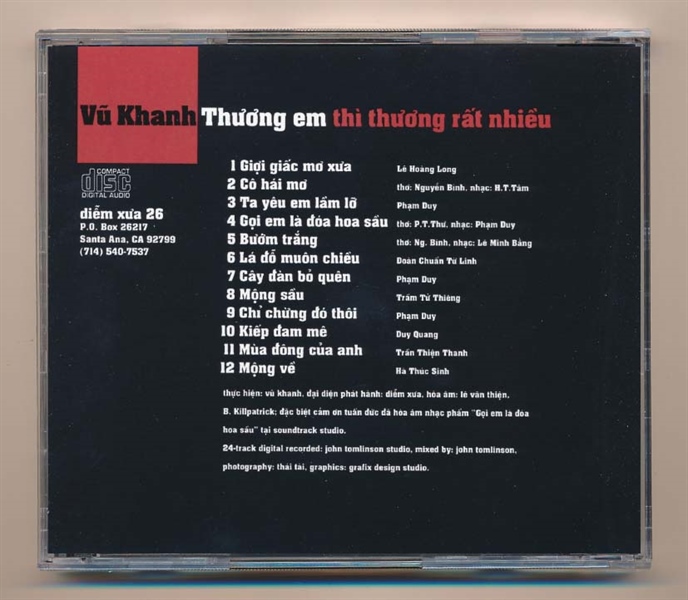 Vũ Khanh Thương em thì thương rất nhiều
COMPACT
disc
DIGITAL AUDIO
diễm xưa 26
P.O. Box 26217
Santa Ana, CA 92799
(714) 540-7537
1 Giợi giấc mơ xưa Lê Hoàng Long
2 Cô hái mơ thơ: Nguyễn Bính, nhạc: H.T.Tâm
3 Ta yêu em lầm lỡ Phạm Duy
4 Gọi em là đóa hoa sầu thơ: P.T.Thư, nhạc: Phạm Duy
5 Bướm trắng thơ: Ng. Bính, nhạc: Lê Minh Bằng
6 Lá đỗ muôn chiều Đoàn Chuẩn Từ Linh
7 Cây đàn bỏ quên Phạm Duy
8 Mộng sầu Trầm Tử Thiêng
9 Chỉ chừng đó thôi Phạm Duy
10 Kiếp đam mê Duy Quang
11 Mùa đông của anh Trần Thiện Thanh
12 Mộng về Hà Thúc Sinh
thực hiện: vũ khanh, đại diện phát hành: diễm xưa, hòa âm: lê văn thiện,
B. Killpatrick; đặc biệt cảm ơn tuấn đức đã hòa âm nhạc phẩm "Gọi em là đóa
hoa sầu" tại soundtrack studio.
24-track digital recorded: john tomlinson studio, mixed by: john tomlinson,
photography: thái tài, graphics: grafix design studio.